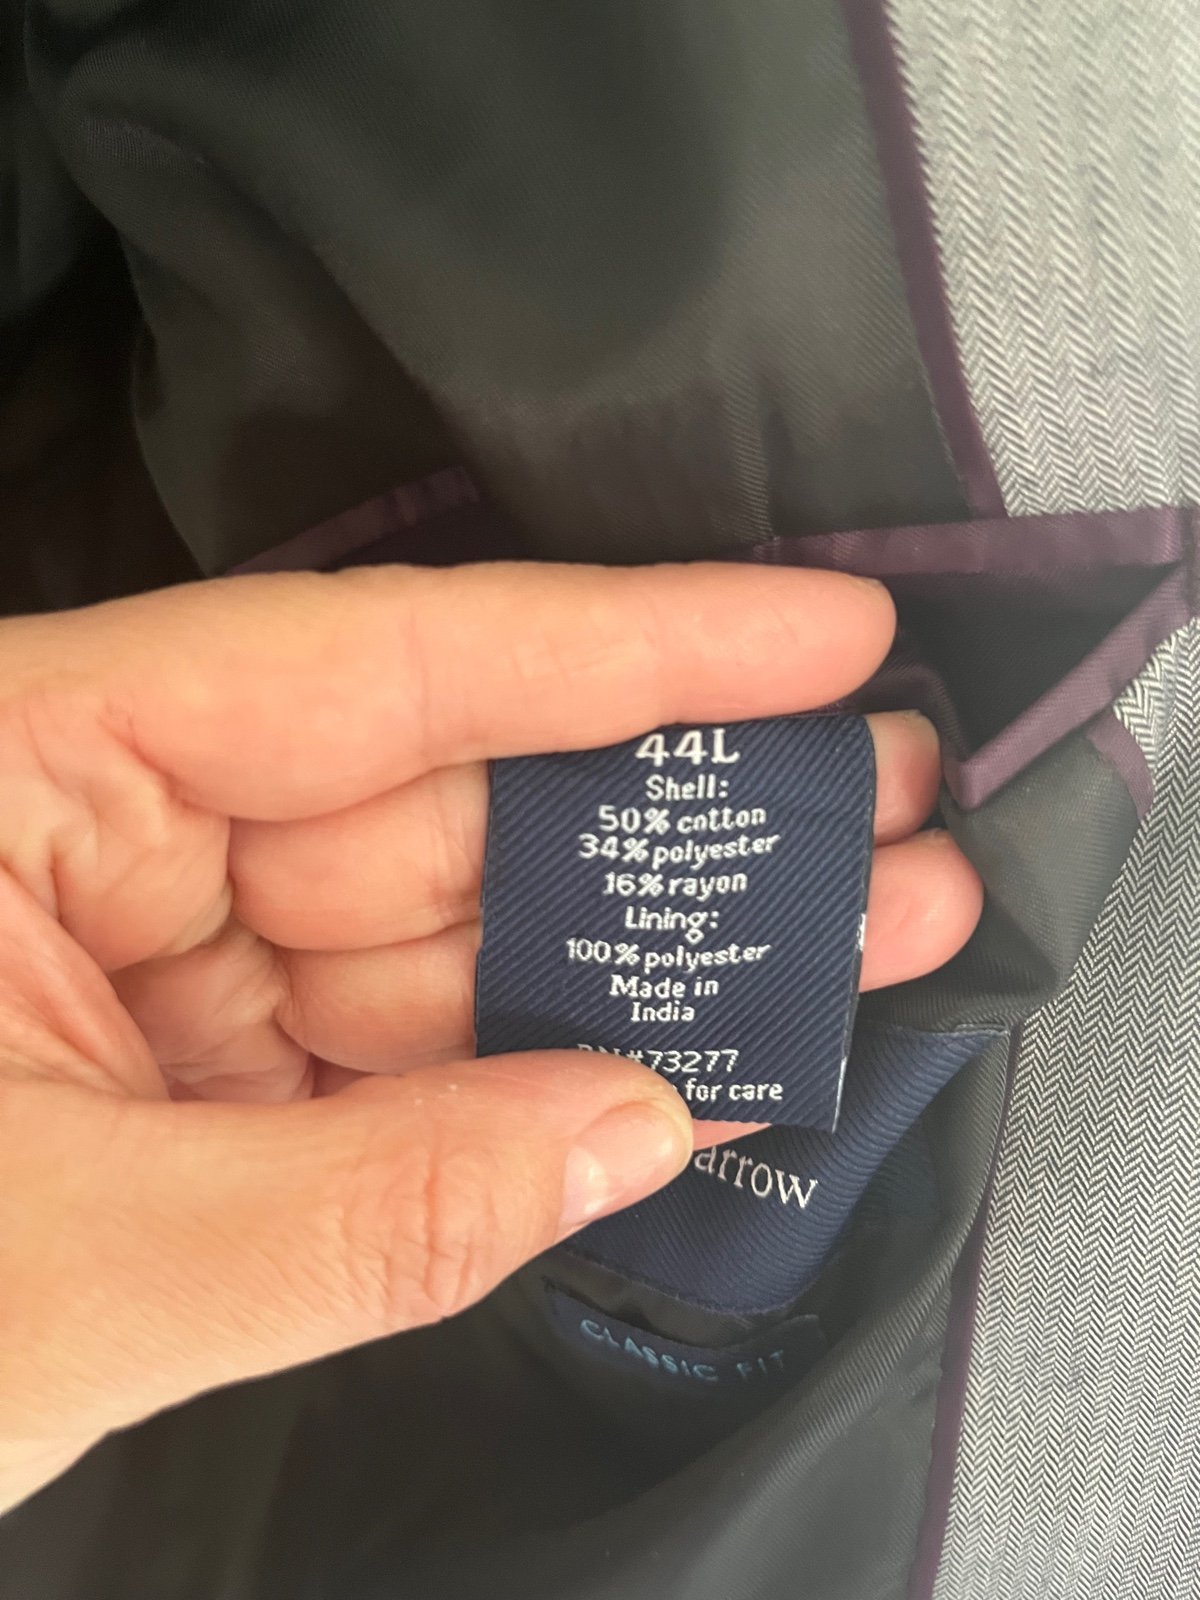 44L
Shell:
50% cotton
34% polyester
16% rayon
Lining:
100% polyester
Made in
India
#73277
for care
arrow
CLASSIC FIT